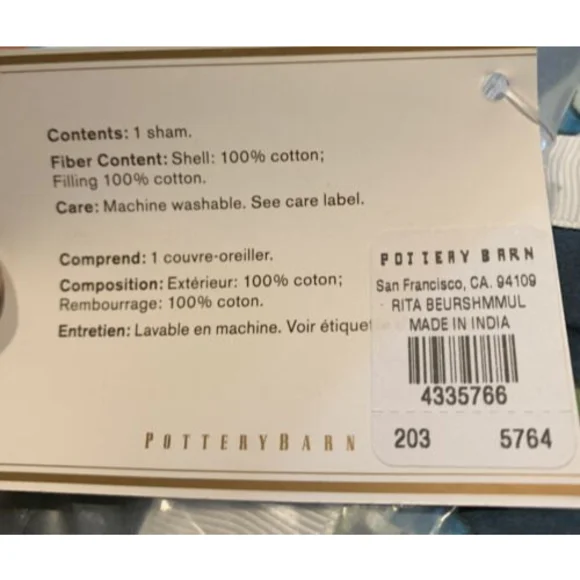 Contents: 1 sham.
Fiber Content: Shell: 100% cotton;
Filling 100% cotton.
Care: Machine washable. See care label.
Comprend: 1 couvre-oreiller.
Composition: Extérieur: 100% coton;
Rembourrage: 100% coton.
Entretien: Lavable en machine. Voir étiquet
POTTERY BARN
POTTERY BARN
San Francisco, CA. 94109
RITA BEURSHMMUL
MADE IN INDIA
4335766
203 5764